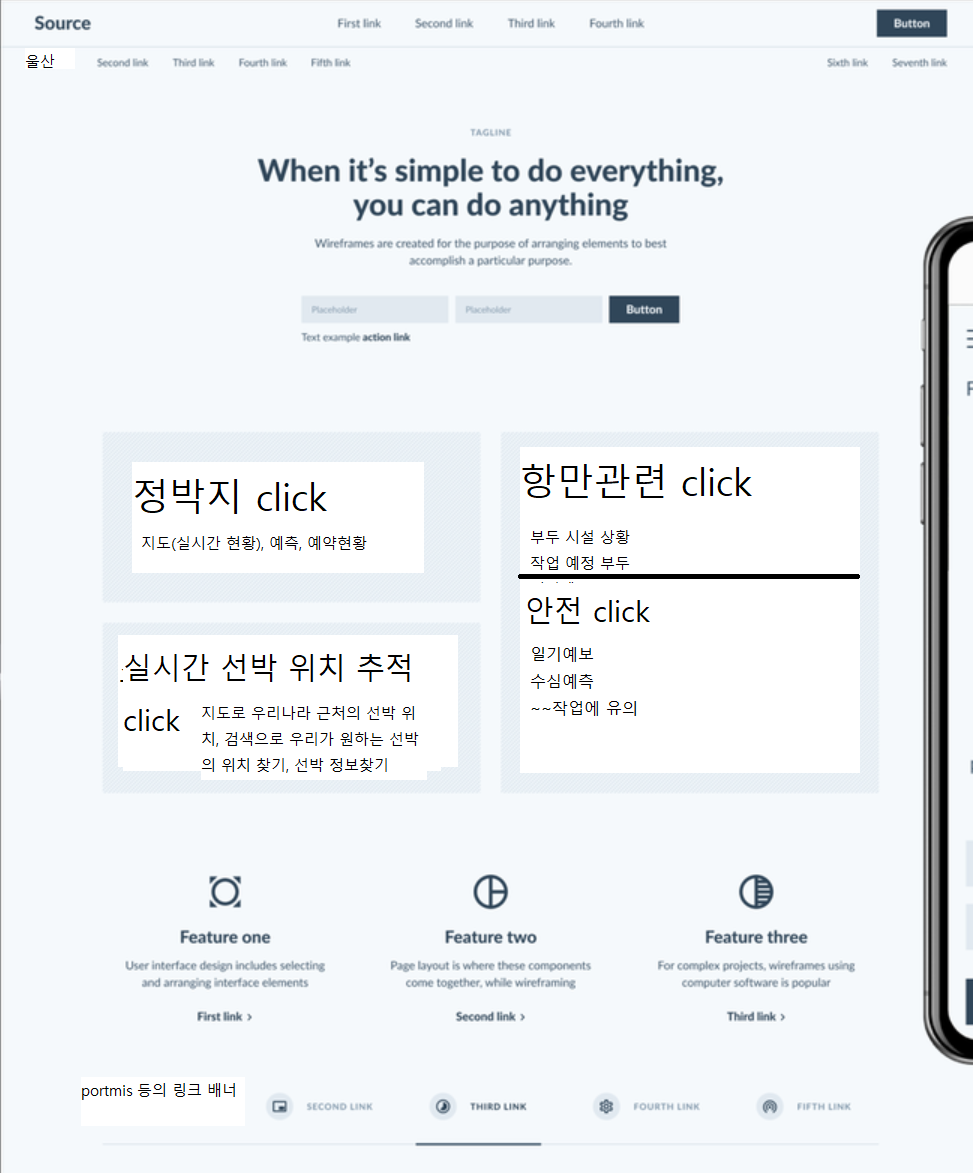 Source
First link
Second link
Third link
Fourth link
Button
울산
Second link
Third link
Fourth link
Fifth link
Sixth link
Seventh link
TAGLINE
When it's simple to do everything,
you can do anything
Wireframes are created for the purpose of arranging elements to best
accomplish a particular purpose.
Placeholder
Placeholder
Button
Text example action link
정박지 click
지도(실시간 현황), 예측, 예약현황
항만관련 click
부두 시설 상황
작업 예정 부두
안전 click
일기예보
수심예측
~~작업에 유의
실시간 선박 위치 추적
click
지도로 우리나라 근처의 선박 위
치, 검색으로 우리가 원하는 선박
의 위치 찾기, 선박 정보찾기
Feature one
User interface design includes selecting
and arranging interface elements
First link >
Feature two
Page layout is where these components
come together, while wireframing
Second link >
Feature three
For complex projects, wireframes using
computer software is popular
Third link >
portmis 등의 링크 배너
SECOND LINK
THIRD LINK
FOURTH LINK
FIFTH LINK